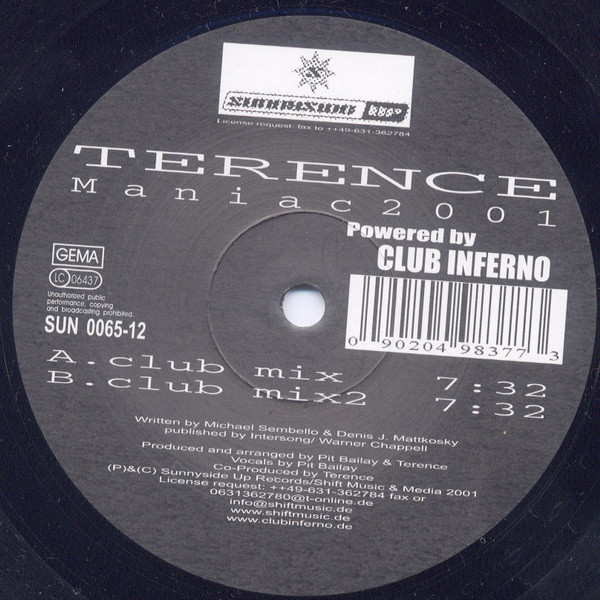 License request: fax to ++49-631-362784
TERENCE
Maniac2001
Powered by
CLUB INFERNO
GEMA
LC 06437
Unauthorized public
performance, copying
and broadcasting prohibited.
SUN 0065-12
0 90204 98377 3
A.club mix 7:32
B.club mix2 7:32
Written by Michael Sembello & Denis J. Mattkosky
published by Intersong/ Warner Chappell
Produced and arranged by Pit Bailay & Terence
Vocals by Pit Bailay
Co-Produced by Terence
(P)&(C) Sunnyside Up Records/Shift Music & Media 2001
License request: ++49-631-362784 fax or
0631362780@t-online.de
info@shiftmusic.de
www.shiftmusic.de
www.clubinferno.de